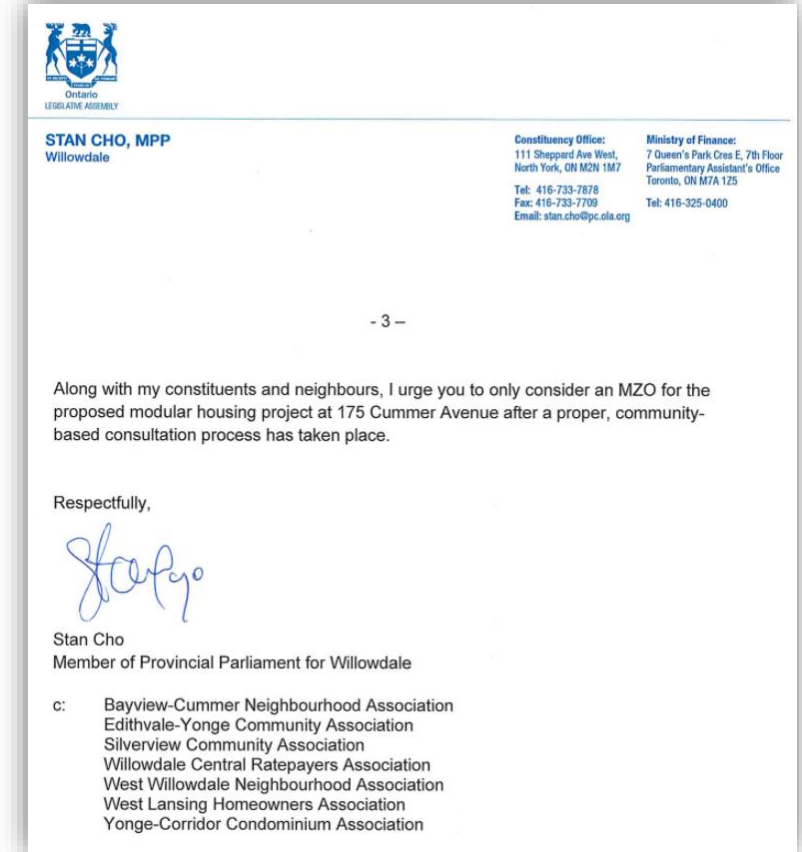 Ontario
LEGISLATIVE ASSEMBLY
STAN CHO, MPP
Willowdale
Constituency Office:
111 Sheppard Ave West,
North York, ON M2N 1M7
Tel: 416-733-7878
Fax: 416-733-7709
Email: stan.cho@pc.ola.org
Ministry of Finance:
7 Queen's Park Cres E, 7th Floor
Parliamentary Assistant's Office
Toronto, ON M7A 1Z5
Tel: 416-325-0400
- 3 –
Along with my constituents and neighbours, I urge you to only consider an MZO for the
proposed modular housing project at 175 Cummer Avenue after a proper, community-
based consultation process has taken place.
Respectfully,
Stan Cho
Member of Provincial Parliament for Willowdale
c: Bayview-Cummer Neighbourhood Association
Edithvale-Yonge Community Association
Silverview Community Association
Willowdale Central Ratepayers Association
West Willowdale Neighbourhood Association
West Lansing Homeowners Association
Yonge-Corridor Condominium Association